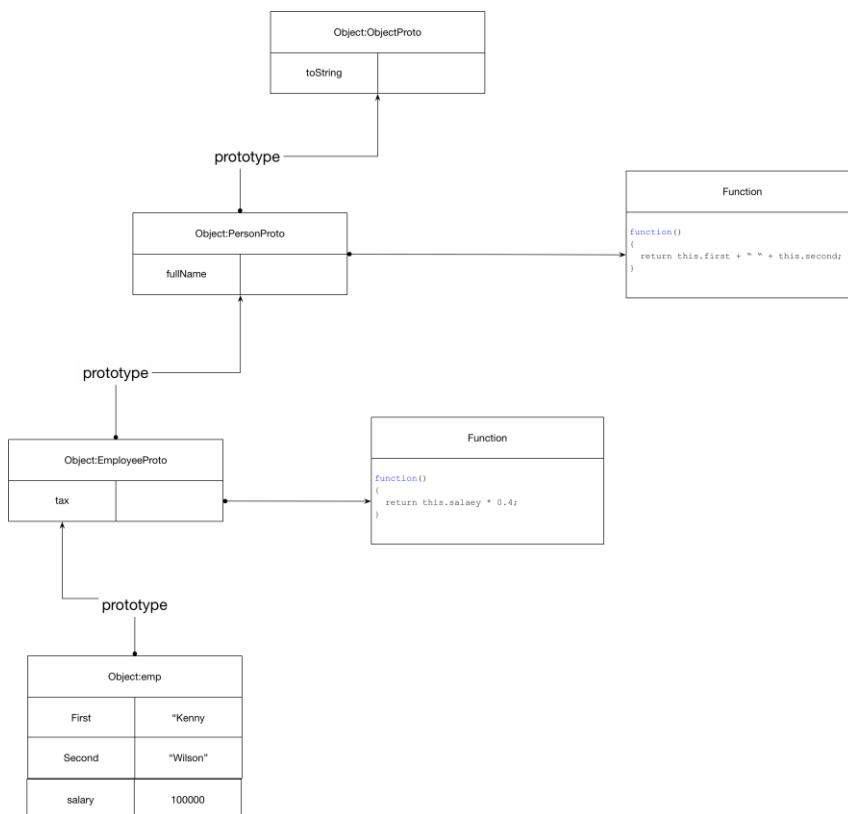 Object:ObjectProto
toString
prototype
Object:PersonProto
fullName
Function
function()
{
return this.first + “ “ + this.second;
}
prototype
Object:EmployeeProto
tax
Function
function()
{
return this.salaey * 0.4;
}
prototype
Object:emp
First “Kenny
Second “Wilson”
salary 100000